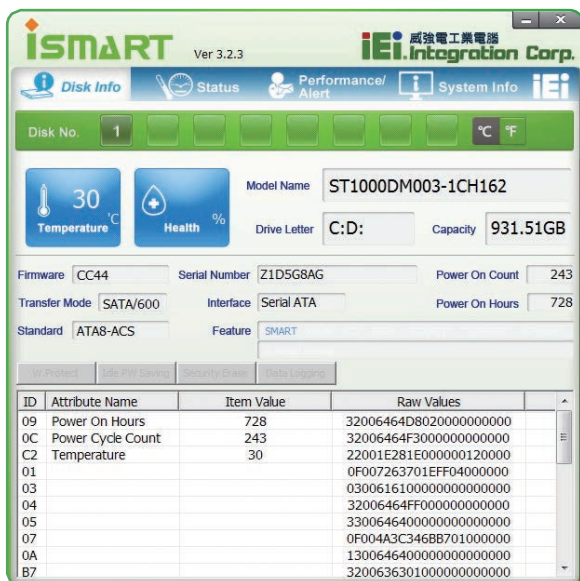 iSMART Ver 3.2.3 iEi 威強電工業電腦
Integration Corp.
Disk Info Status Performance/ Alert System Info iEi
Disk No. 1 °C °F
30 °C Temperature
% Health
Model Name ST1000DM003-1CH162
Drive Letter C:D: Capacity 931.51GB
Firmware CC44 Serial Number Z1D5G8AG Power On Count 243
Transfer Mode SATA/600 Interface Serial ATA Power On Hours 728
Standard ATA8-ACS Feature SMART
W.Protect Idle PW Saving Security Erase Data Logging
ID Attribute Name Item Value Raw Values
09 Power On Hours 728 32006464D8020000000000
0C Power Cycle Count 243 32006464F3000000000000
C2 Temperature 30 22001E281E000000120000
01 0F007263701EFF04000000
03 03006161000000000000000
04 32006464FF000000000000
05 33006464000000000000000
07 0F004A3C346BB701000000
0A 13006464000000000000000
B7 32006363010000000000000